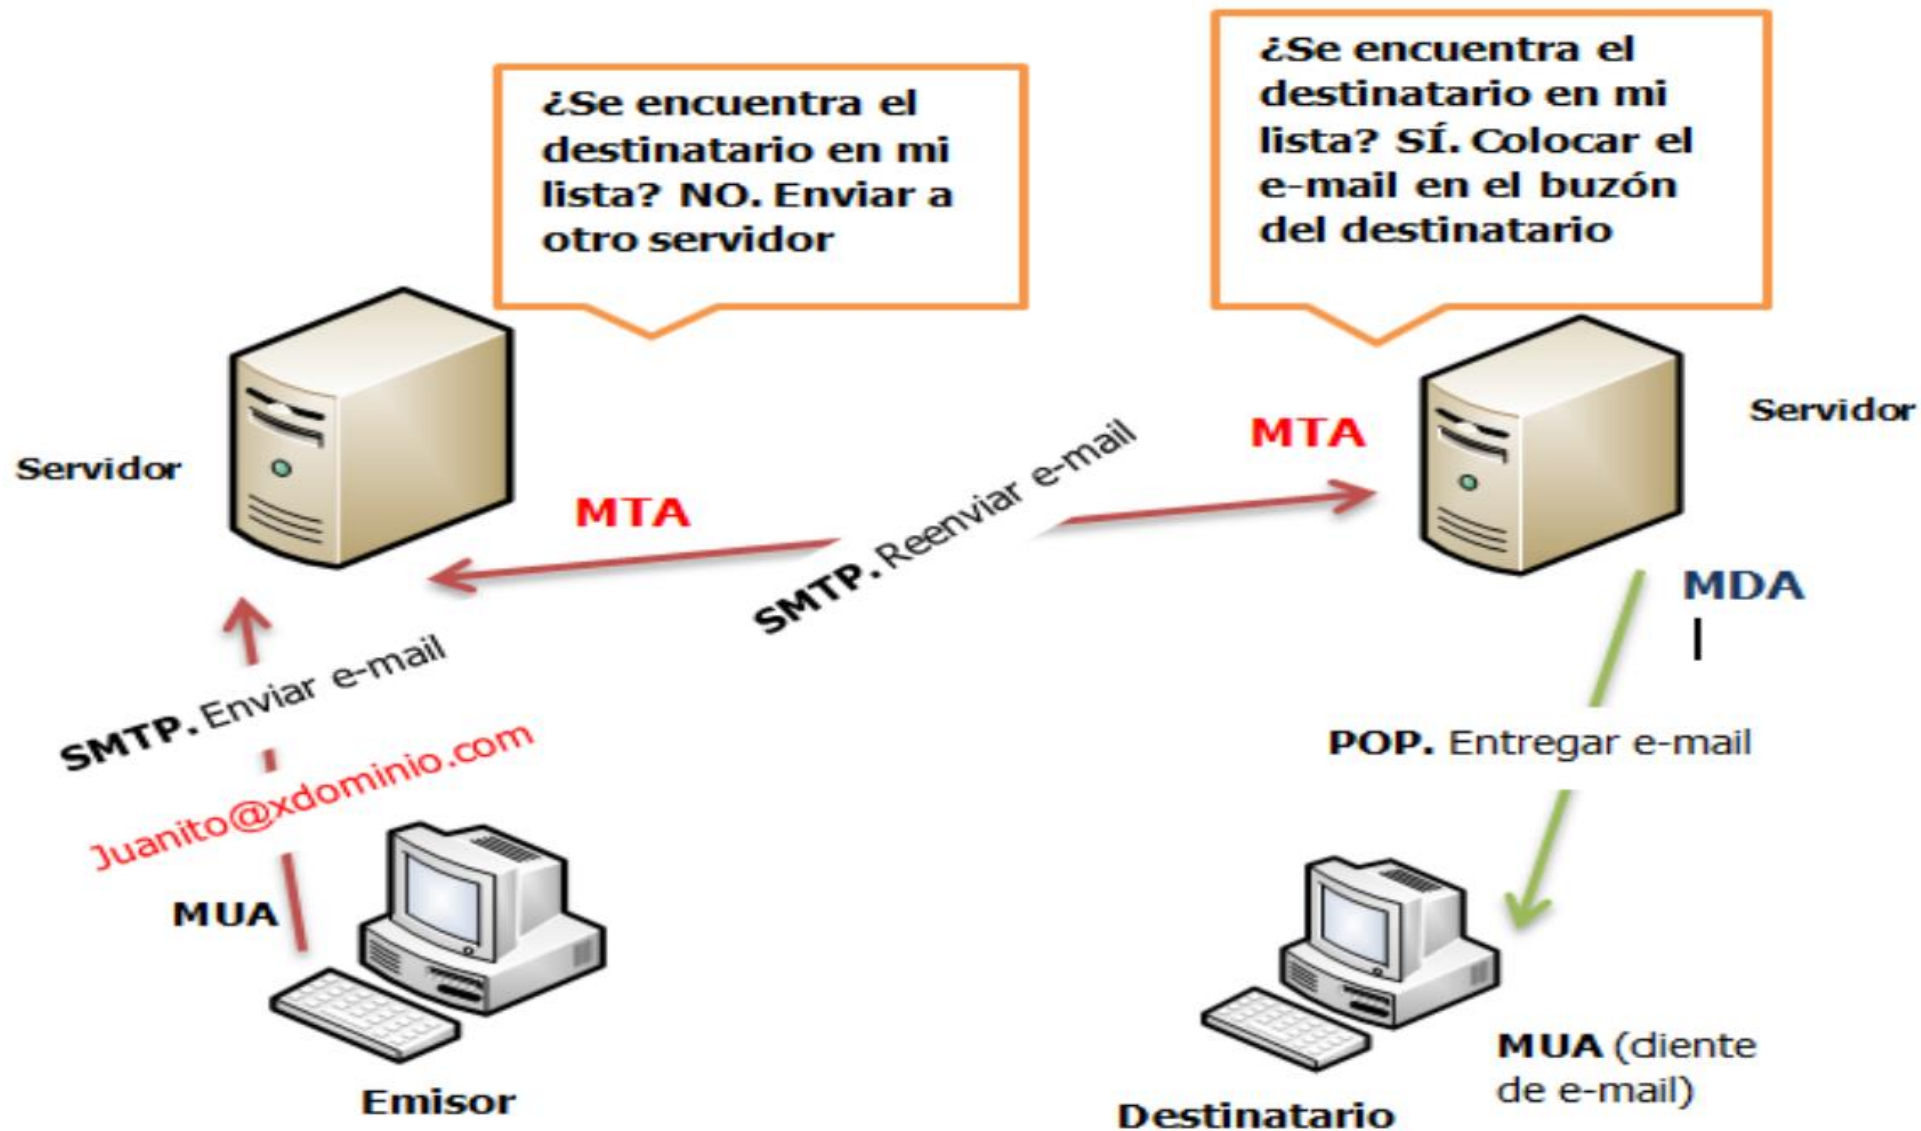 ¿Se encuentra el
destinatario en mi
lista? NO. Enviar a
otro servidor
¿Se encuentra el
destinatario en mi
lista? SÍ. Colocar el
e-mail en el buzón
del destinatario
Servidor
MTA
SMTP. Reenviar e-mail
MTA
Servidor
MDA
SMTP. Enviar e-mail
Juanito@xdominio.com
MUA
Emisor
POP. Entregar e-mail
MUA (cliente
de e-mail)
Destinatario